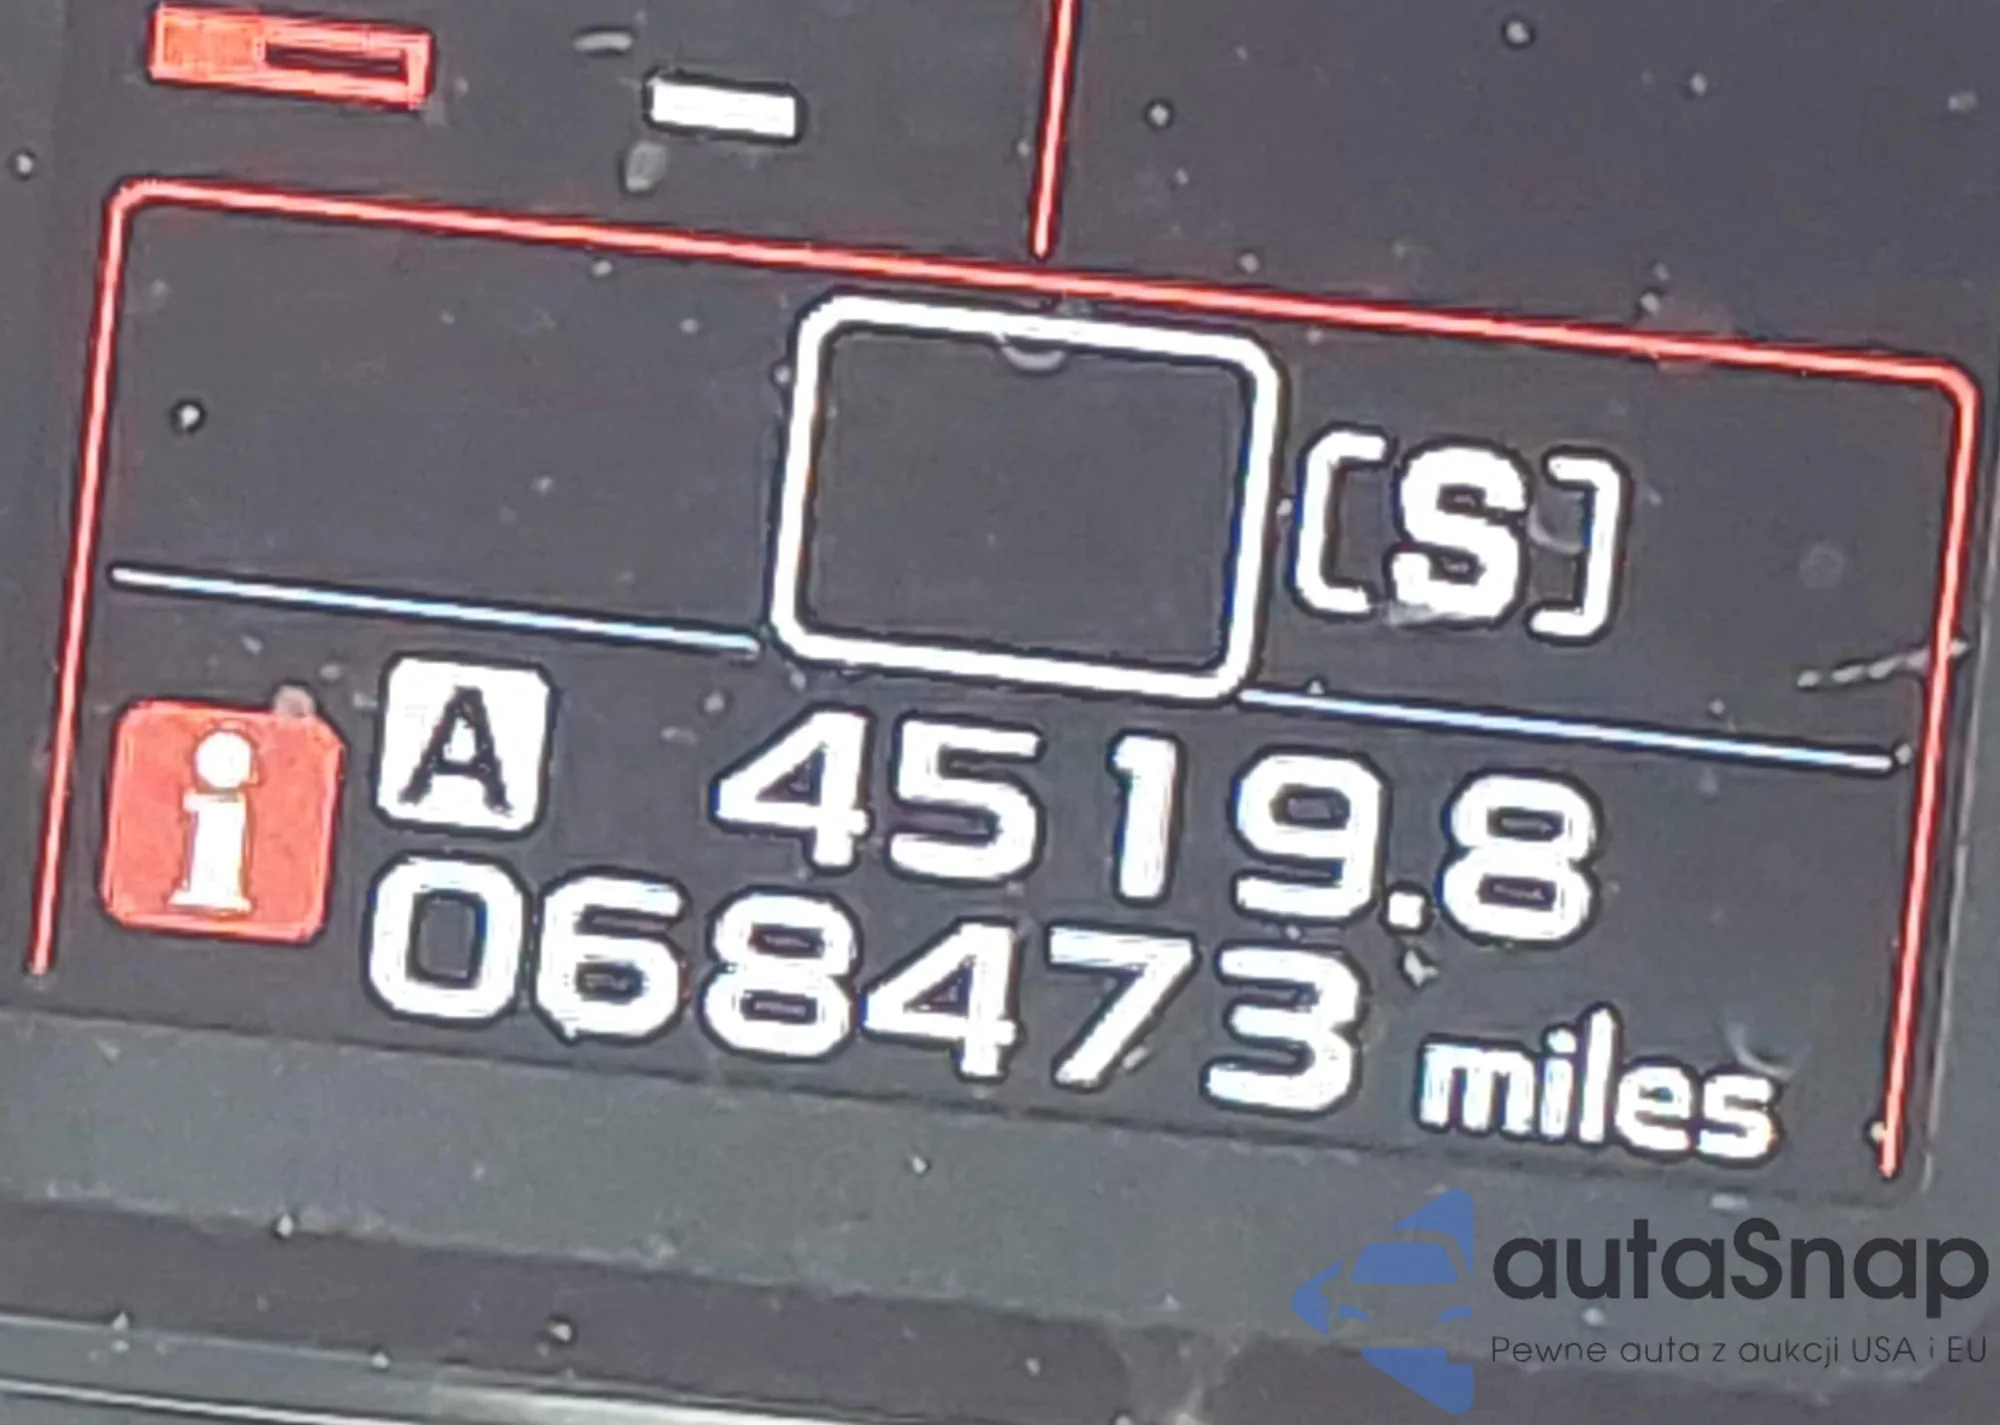 [S]
i A 4519.8
068473 miles
autaSnap
Pewne auta z aukcji USA i EU